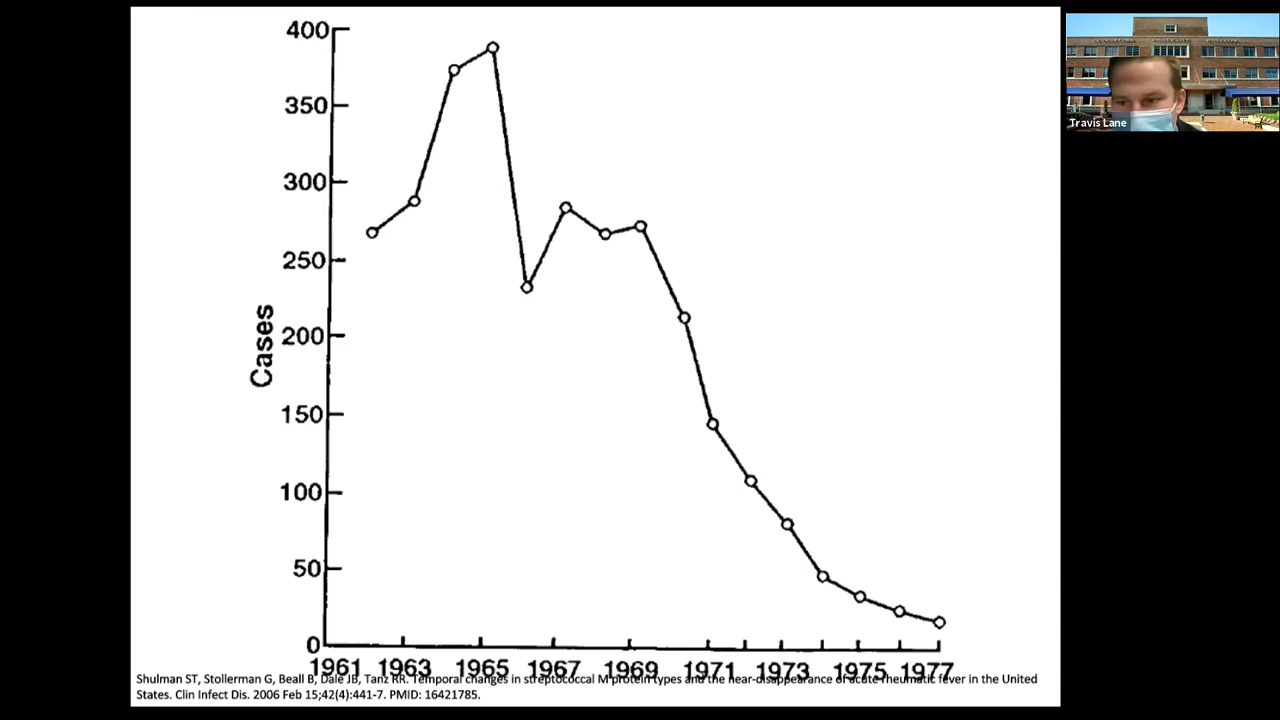 400
350
300
250
200
150
100
50
0
Cases
1961 1963 1965 1967 1969 1971 1973 1975 1977
Shulman ST, Stollerman G, Beall B, Dale JB, Tanz RR. Temporal changes in streptococcal M protein types and the near-disappearance of acute rheumatic fever in the United
States. Clin Infect Dis. 2006 Feb 15;42(4):441-7. PMID: 16421785.
Travis Lane